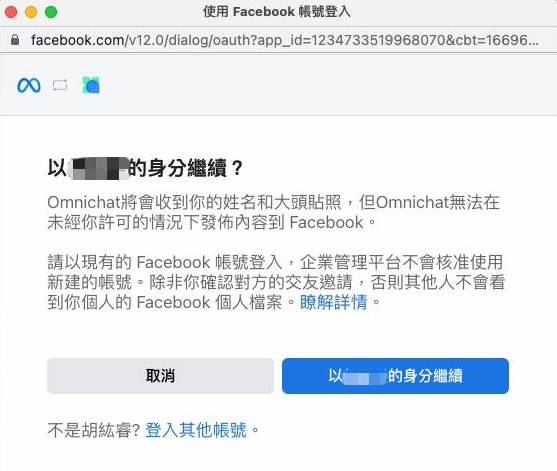 使用 Facebook 帳號登入
facebook.com/v12.0/dialog/oauth?app_id=1234733519968070&cbt=16696...
以的身分繼續？
Omnichat將會收到你的姓名和大頭貼照，但Omnichat無法在
未經你許可的情況下發佈內容到 Facebook。
請以現有的 Facebook 帳號登入，企業管理平台不會核准使用
新建的帳號。除非你確認對方的交友邀請，否則其他人不會看
到你個人的 Facebook 個人檔案。瞭解詳情。
取消
以的身分繼續
不是胡紘睿? 登入其他帳號。